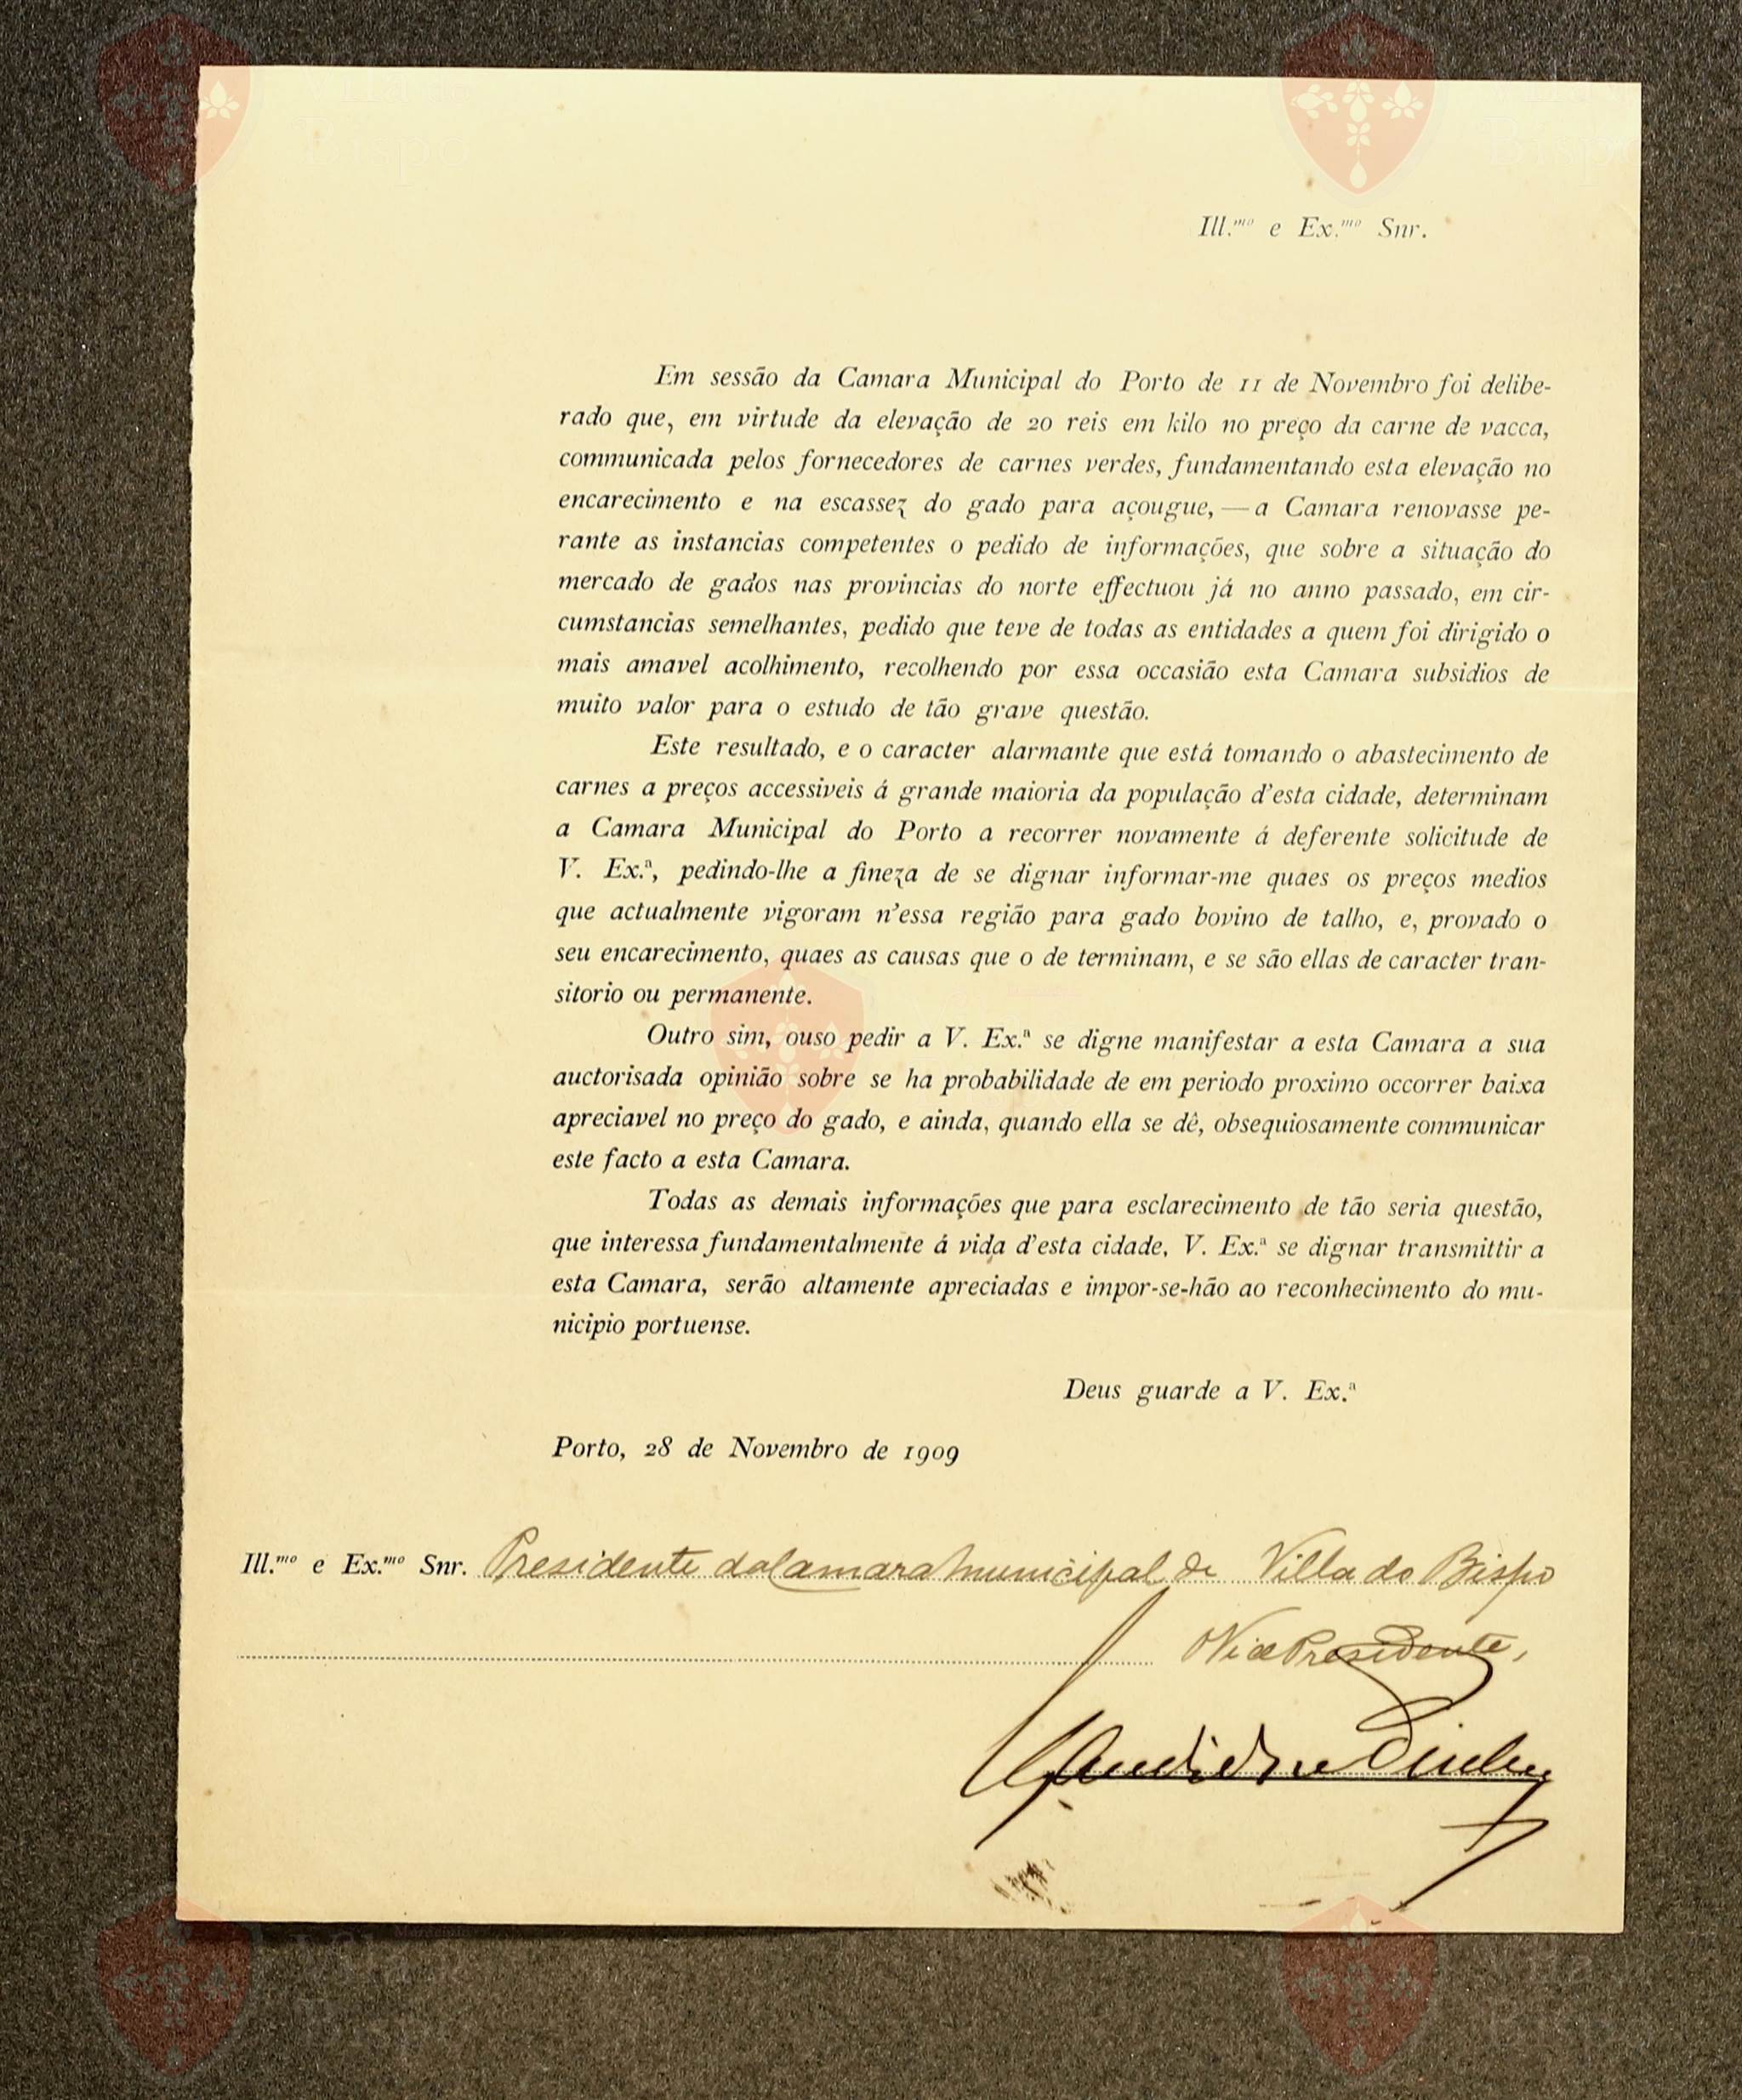 Ill.mo e Ex.mo Snr.
Em sessão da Camara Municipal do Porto de 11 de Novembro foi delibe-
rado que, em virtude da elevação de 20 reis em kilo no preço da carne de vacca,
communicada pelos fornecedores de carnes verdes, fundamentando esta elevação no
encarecimento e na escassez do gado para açougue, — a Camara renovasse pe-
rante as instancias competentes o pedido de informações, que sobre a situação do
mercado de gados nas provincias do norte effectuou já no anno passado, em cir-
cumstancias semelhantes, pedido que teve de todas as entidades a quem foi dirigido o
mais amavel acolhimento, recolhendo por essa occasião esta Camara subsidios de
muito valor para o estudo de tão grave questão.
Este resultado, e o caracter alarmante que está tomando o abastecimento de
carnes a preços accessiveis á grande maioria da população d'esta cidade, determinam
a Camara Municipal do Porto a recorrer novamente á deferente solicitude de
V. Ex.ª, pedindo-lhe a fineza de se dignar informar-me quaes os preços medios
que actualmente vigoram n'essa região para gado bovino de talho, e, provado o
seu encarecimento, quaes as causas que o de terminam, e se são ellas de caracter tran-
sitorio ou permanente.
Outro sim, ouso pedir a V. Ex.ª se digne manifestar a esta Camara a sua
auctorisada opinião sobre se ha probabilidade de em periodo proximo occorrer baixa
apreciavel no preço do gado, e ainda, quando ella se dê, obsequiosamente communicar
este facto a esta Camara.
Todas as demais informações que para esclarecimento de tão seria questão,
que interessa fundamentalmente á vida d'esta cidade, V. Ex.ª se dignar transmittir a
esta Camara, serão altamente apreciadas e impor-se-hão ao reconhecimento do mu-
nicipio portuense.
Deus guarde a V. Ex.ª
Porto, 28 de Novembro de 1909
Ill.mo e Ex.mo Snr. Presidente da Camara Municipal de Villa do Bispo
O Vice Presidente,
Candido de